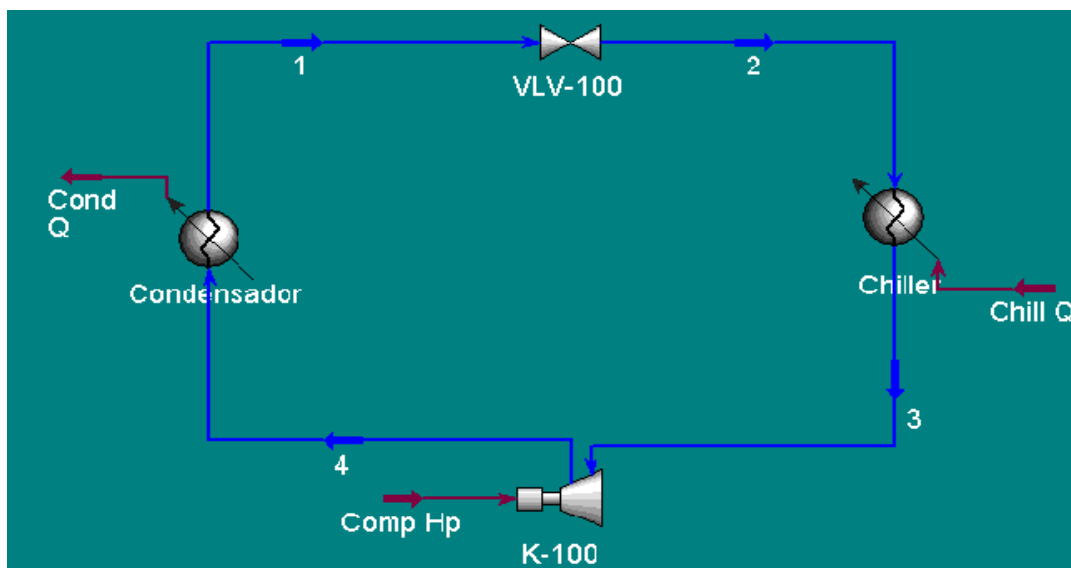 1
2
VLV-100
Cond
Q
Condensador
Chiller
Chill Q
3
4
Comp Hp
K-100